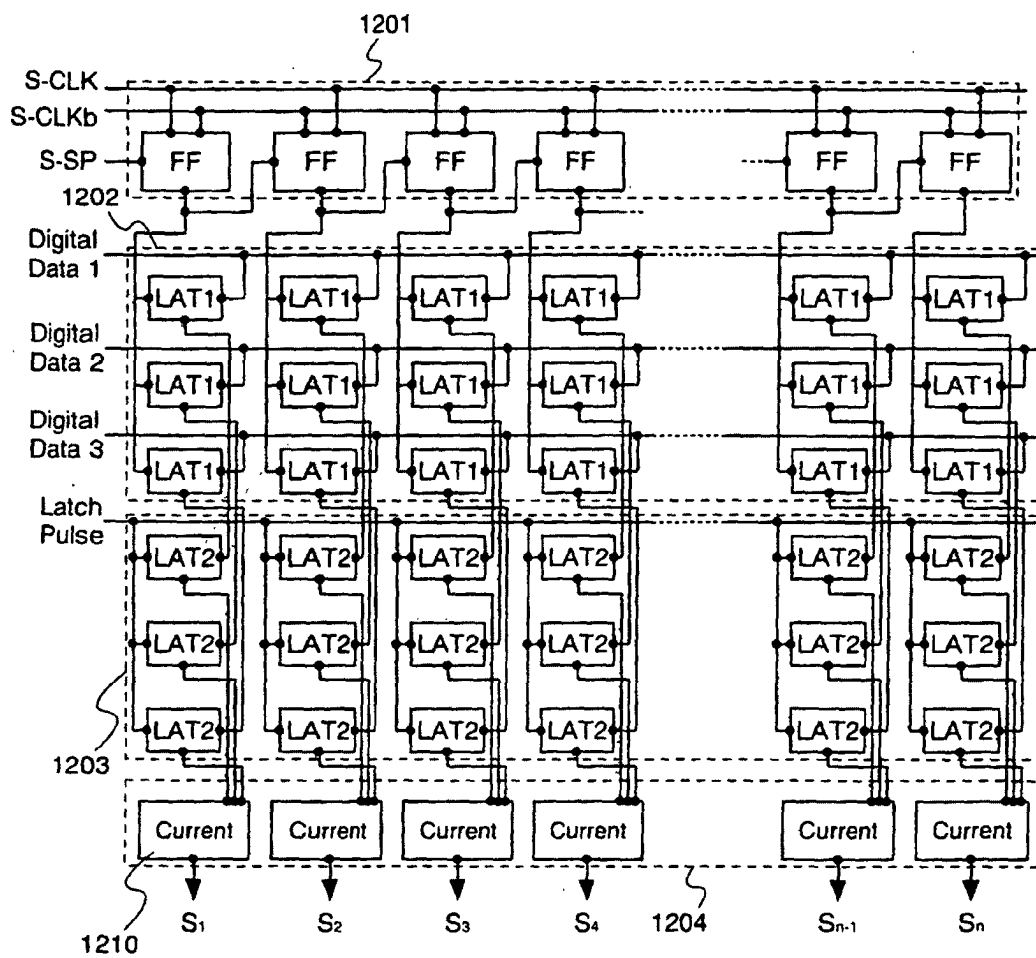 1201
S-CLK
S-CLKb
S-SP
FF FF FF FF FF FF
1202
Digital
Data 1
LAT1 LAT1 LAT1 LAT1 LAT1 LAT1
Digital
Data 2
LAT1 LAT1 LAT1 LAT1 LAT1 LAT1
Digital
Data 3
LAT1 LAT1 LAT1 LAT1 LAT1 LAT1
Latch
Pulse
LAT2 LAT2 LAT2 LAT2 LAT2 LAT2
LAT2 LAT2 LAT2 LAT2 LAT2 LAT2
LAT2 LAT2 LAT2 LAT2 LAT2 LAT2
1203
Current Current Current Current Current Current
S1 S2 S3 S4 Sn-1 Sn
1210 1204